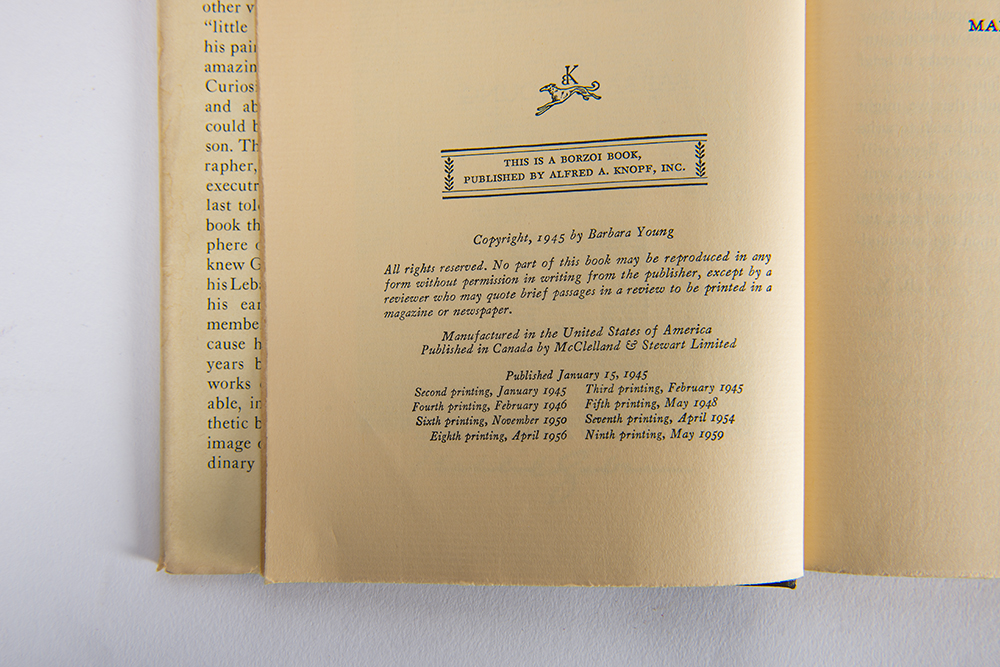 other v
"little
his pai
amazin
Curios
and ab
could b
son. Th
rapher,
executr
last tol
book th
phere
knew G
his Leb
his ear
membe
cause h
years b
works
able, in
thetic b
image
dinary
BK
THIS IS A BORZOI BOOK,
PUBLISHED BY ALFRED A. KNOPF, INC.
Copyright, 1945 by Barbara Young
All rights reserved. No part of this book may be reproduced in any
form without permission in writing from the publisher, except by a
reviewer who may quote brief passages in a review to be printed in a
magazine or newspaper.
Manufactured in the United States of America
Published in Canada by McClelland & Stewart Limited
Published January 15, 1945
Second printing, January 1945 Third printing, February 1945
Fourth printing, February 1946 Fifth printing, May 1948
Sixth printing, November 1950 Seventh printing, April 1954
Eighth printing, April 1956 Ninth printing, May 1959
MA